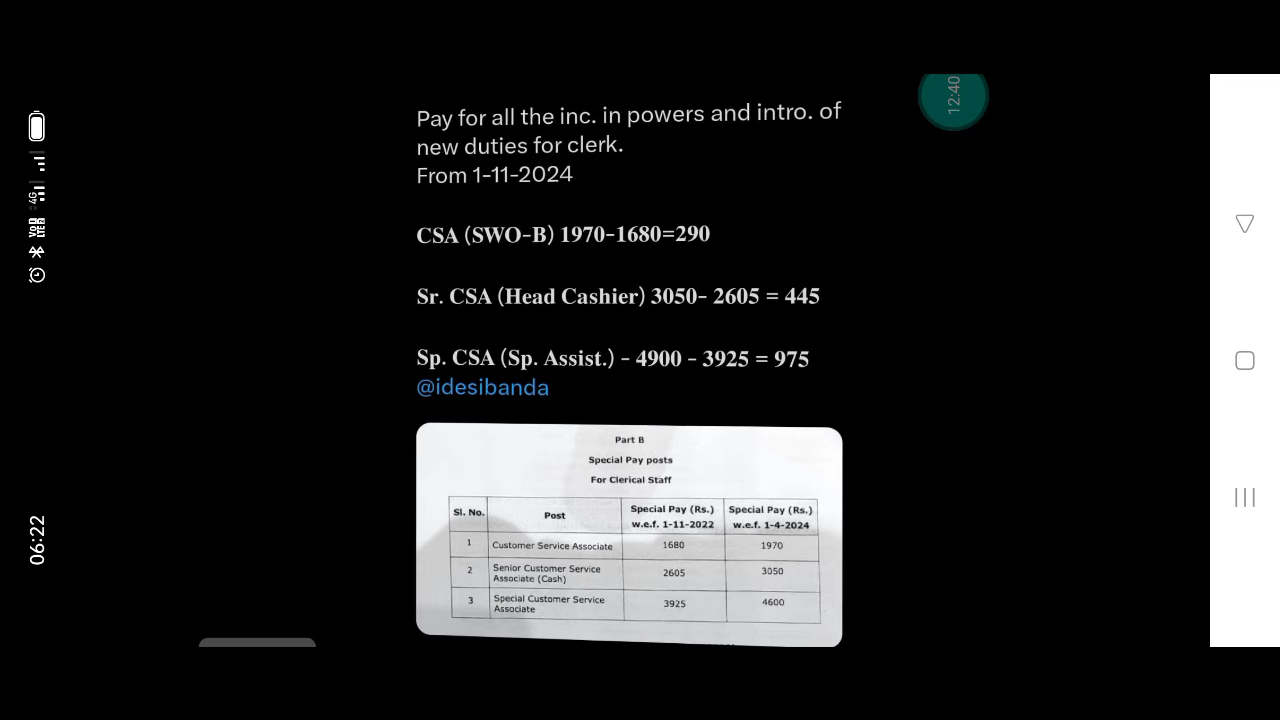 12:40
Pay for all the inc. in powers and intro. of
new duties for clerk.
From 1-11-2024
CSA (SWO-B) 1970-1680=290
Sr. CSA (Head Cashier) 3050- 2605 = 445
Sp. CSA (Sp. Assist.) - 4900 - 3925 = 975
@idesibanda
Part B
Special Pay posts
For Clerical Staff
Sl. No. Post Special Pay (Rs.) w.e.f. 1-11-2022 Special Pay (Rs.) w.e.f. 1-4-2024
1 Customer Service Associate 1680 1970
2 Senior Customer Service Associate (Cash) 2605 3050
3 Special Customer Service Associate 3925 4600
4G
VoD
LTE2
06:22